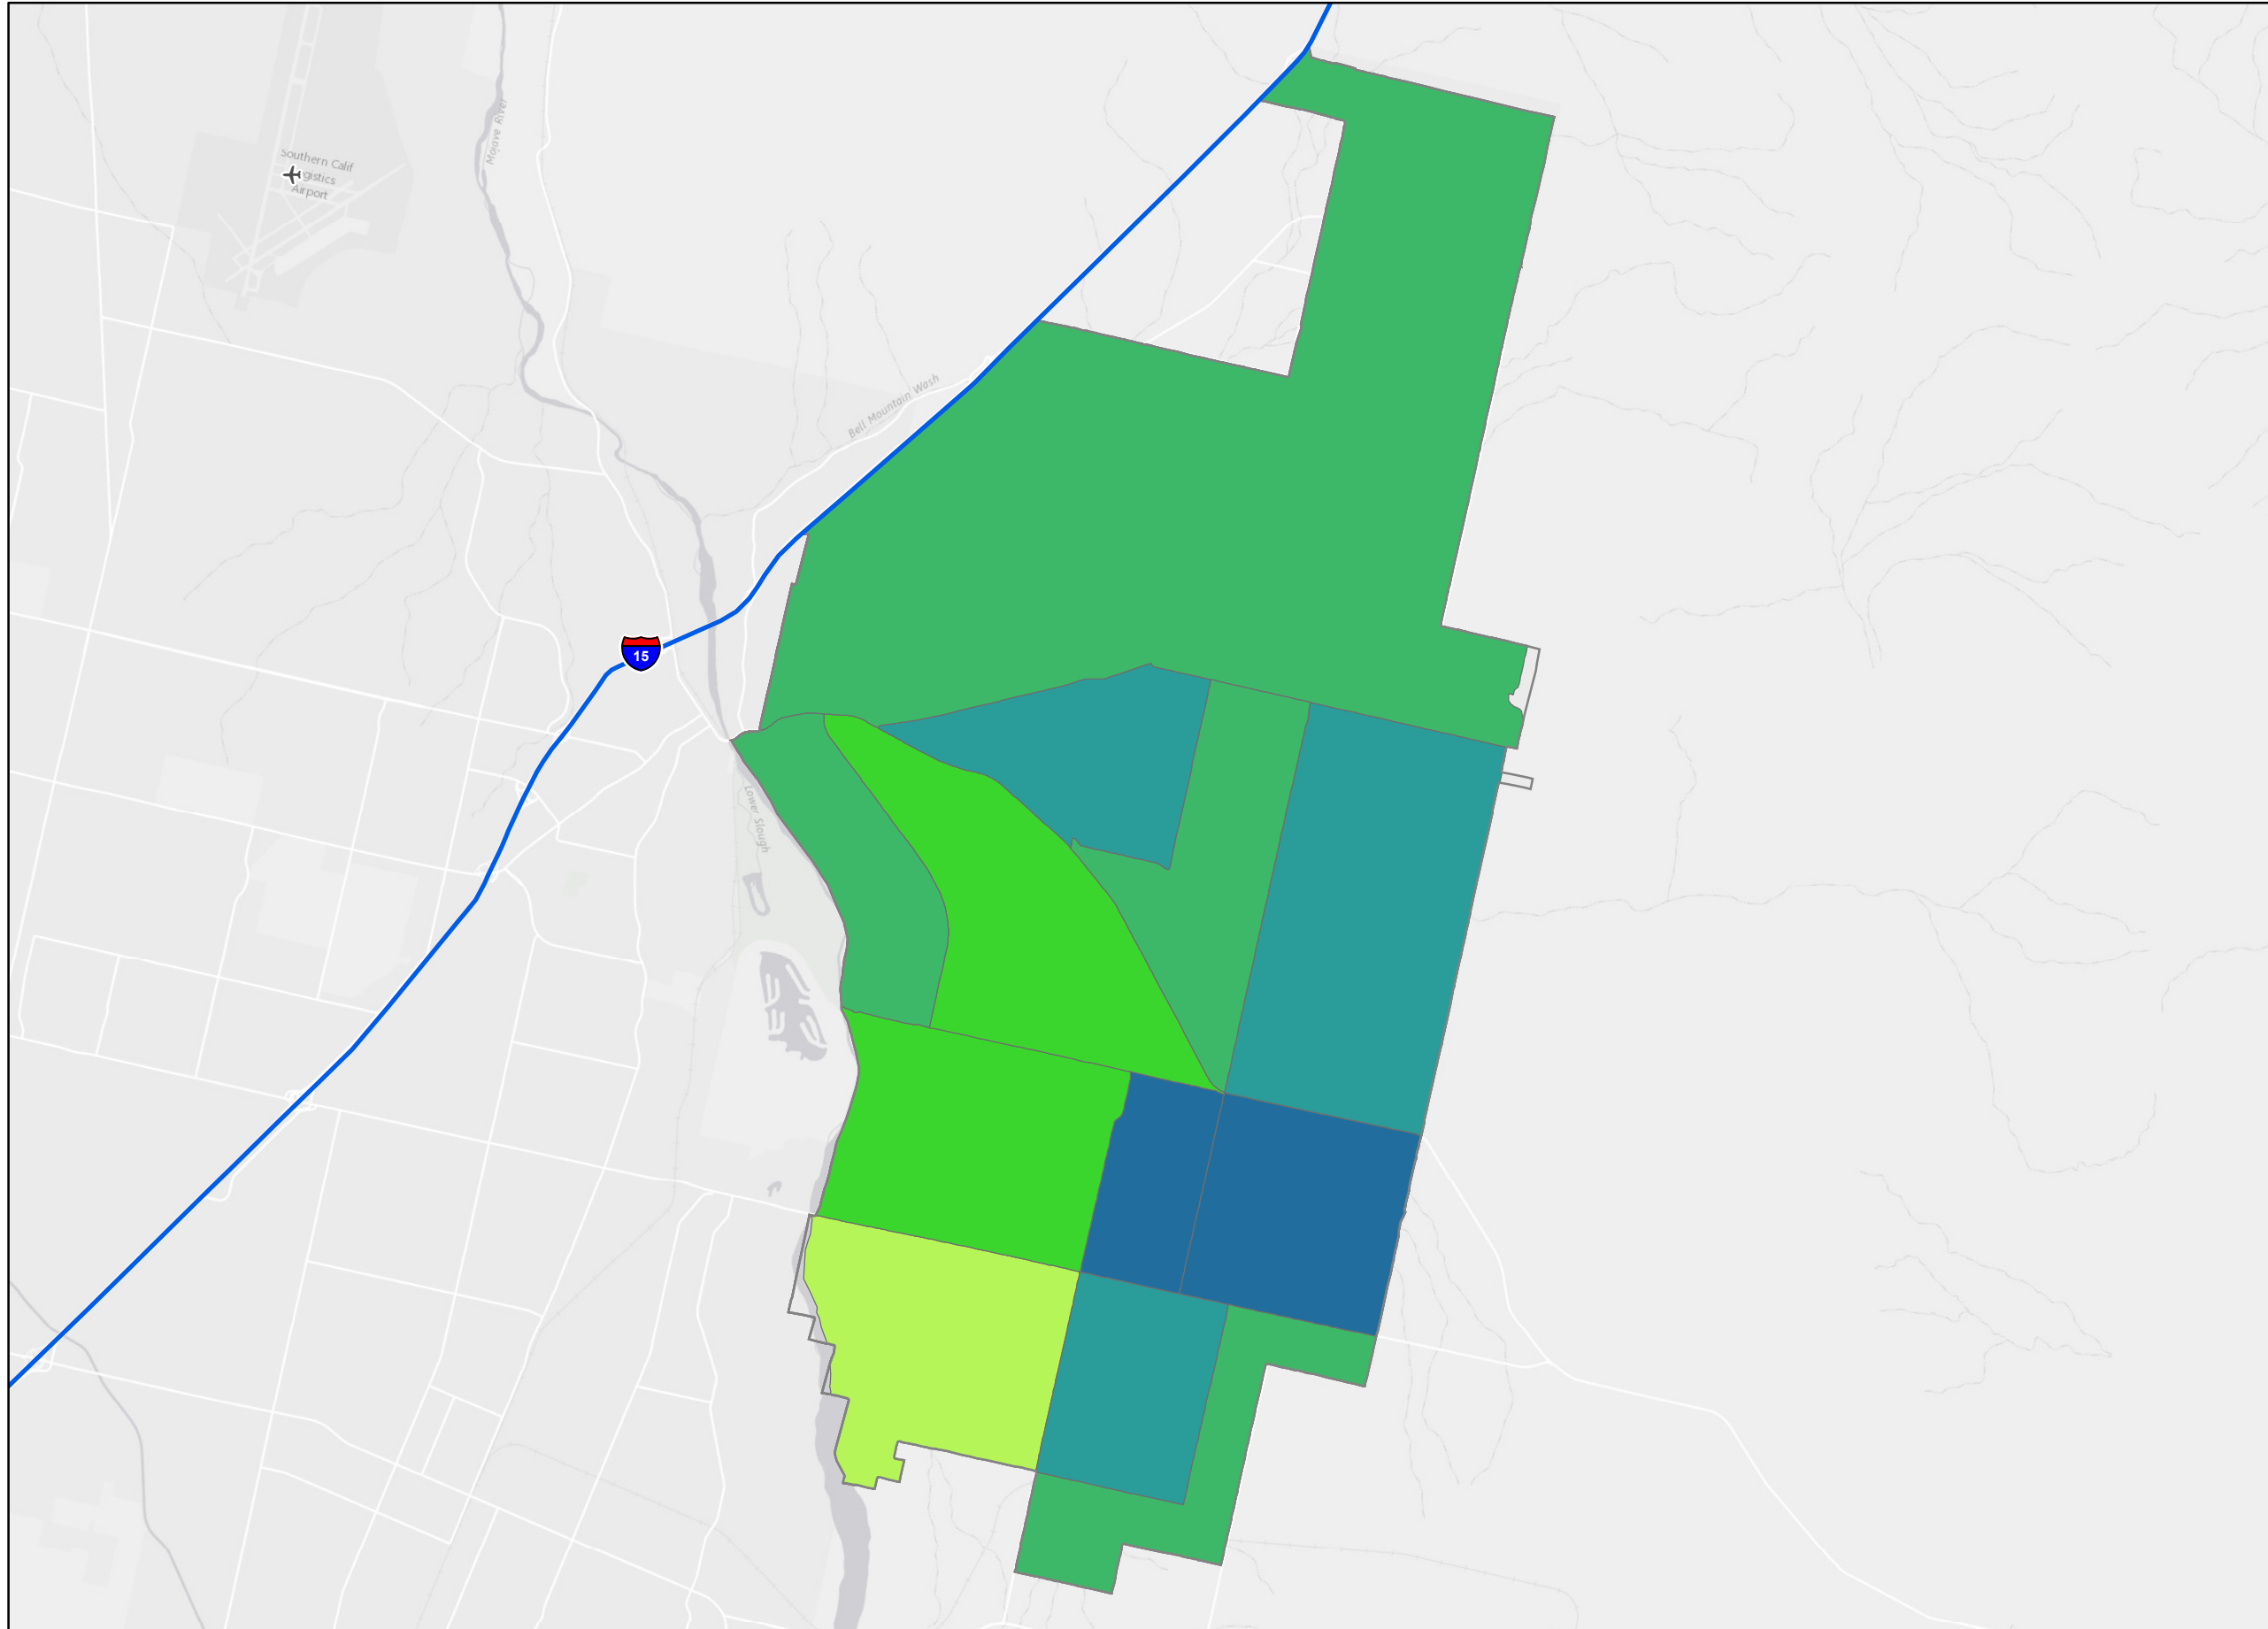 Mojave River
Southern Calif
gistics
Airport
Bell Mountain Wash
15
Lower Slough